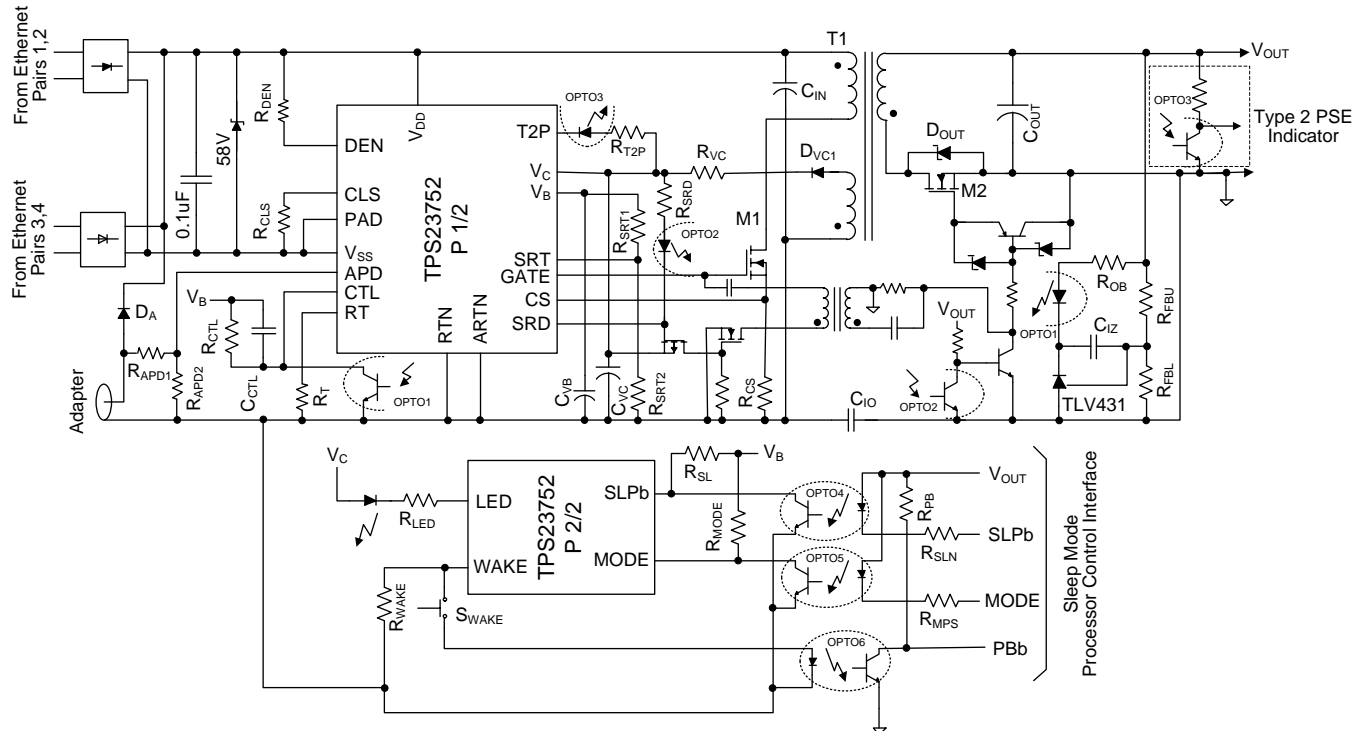 From Ethernet
Pairs 1,2
From Ethernet
Pairs 3,4
0.1uF
58V
RDEN
RCLS
DEN
CLS
PAD
VSS
APD
CTL
RT
VDD
TPS23752
P 1/2
RTN
ARTN
T2P
VC
VB
SRT
GATE
CS
SRD
OPTO3
RT2P
RVC
DVC1
RSRD
RSRT1
OPTO2
M1
T1
CIN
COUT
DOUT
M2
VOUT
OPTO3
Type 2 PSE
Indicator
DA
VB
RCTL
CCTL
RAPD1
RAPD2
RT
OPTO1
Adapter
CVB
CVC
RSRT2
RCS
CIO
VOUT
OPTO2
ROB
OPTO1
CIZ
RFBU
RFBL
TLV431
VC
RLED
LED
WAKE
TPS23752
P 2/2
SLPb
MODE
RSL
VB
RMODE
RWAKE
SWAKE
OPTO4
OPTO5
OPTO6
RPB
RSLN
RMPS
VOUT
SLPb
MODE
PBb
Sleep Mode
Processor Control Interface